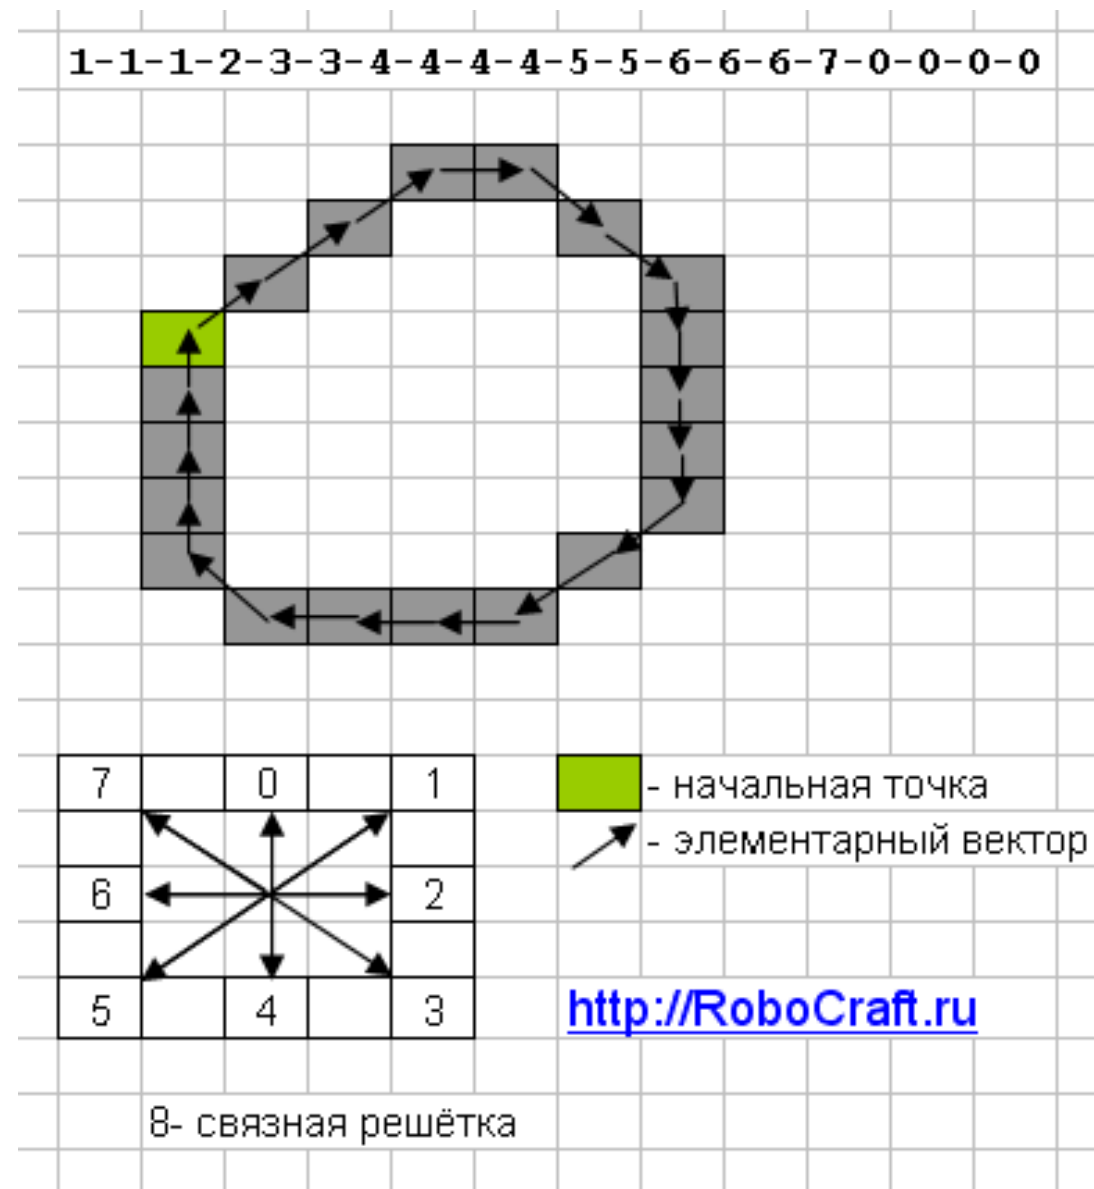 1-1-1-2-3-3-4-4-4-4-5-5-6-6-6-7-0-0-0-0
7 0 1
- начальная точка
- элементарный вектор
6 2
5 4 3
http://RoboCraft.ru
8- связная решётка